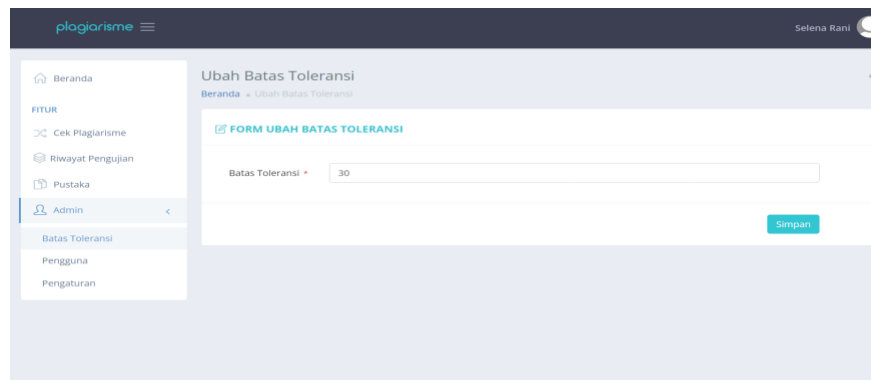 plagiarisme
Selena Rani
Beranda
FITUR
Cek Plagiarisme
Riwayat Pengujian
Pustaka
Admin
Batas Toleransi
Pengguna
Pengaturan
Ubah Batas Toleransi
Beranda Ubah Batas Toleransi
FORM UBAH BATAS TOLERANSI
Batas Toleransi * 30
Simpan